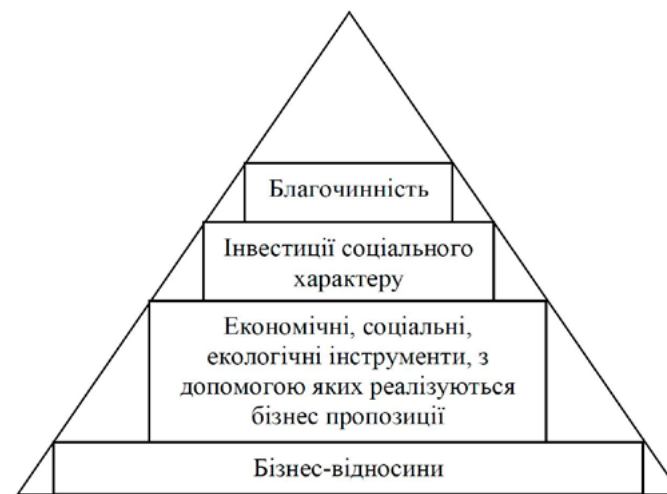 Благочинність
Інвестиції соціального
характеру
Економічні, соціальні,
екологічні інструменти, з
допомогою яких реалізуються
бізнес пропозиції
Бізнес-відносини